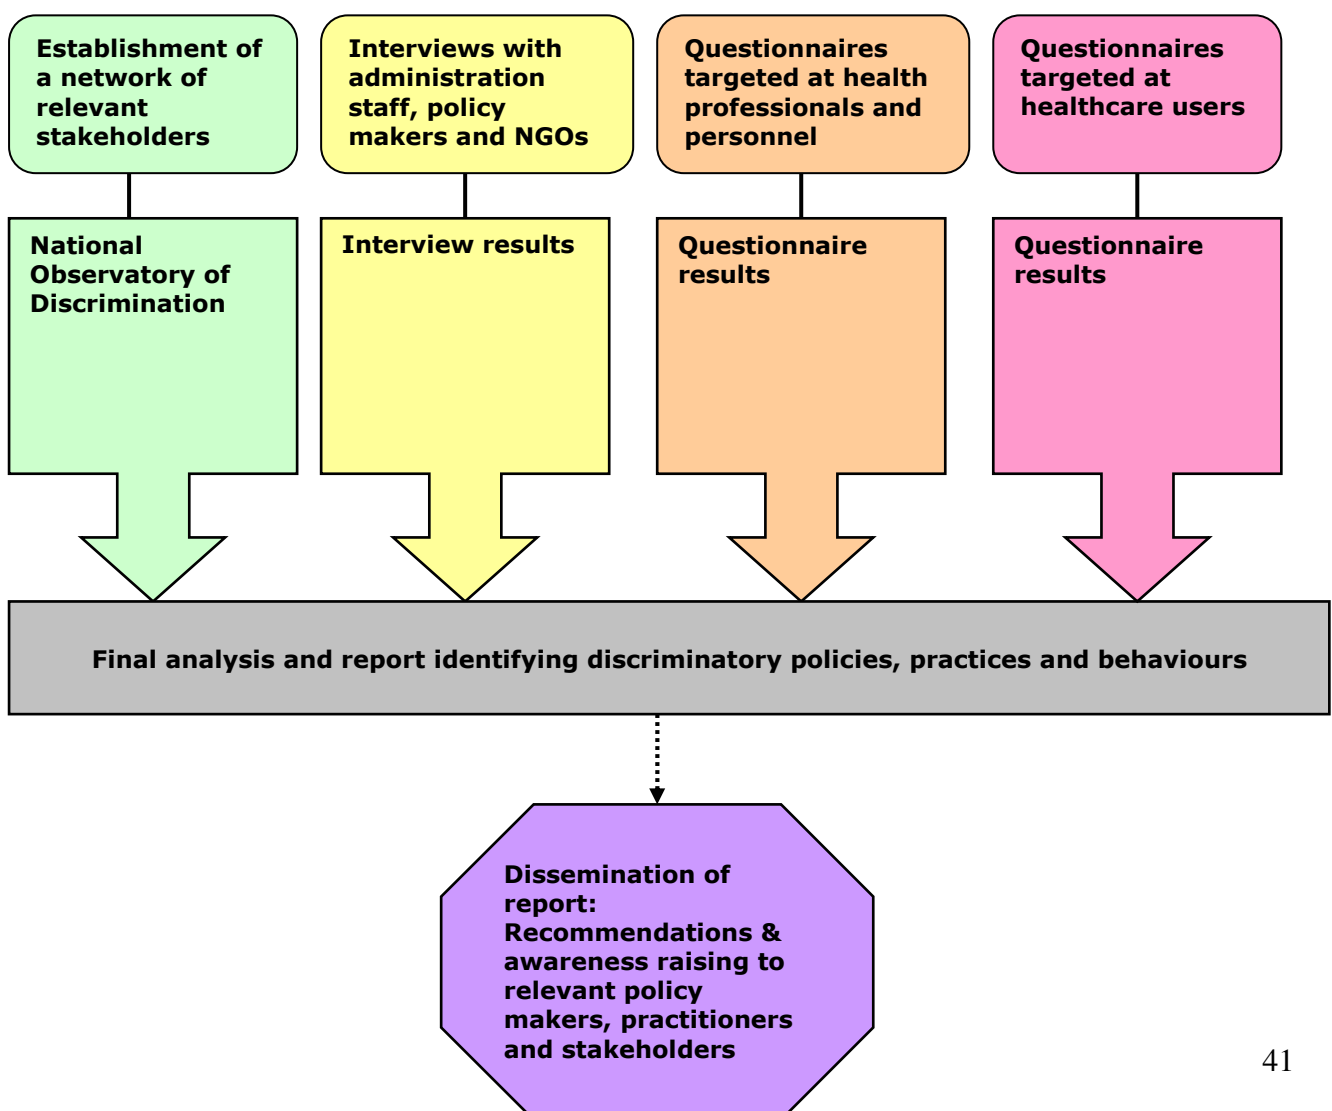 Establishment of
a network of
relevant
stakeholders
Interviews with
administration
staff, policy
makers and NGOs
Questionnaires
targeted at health
professionals and
personnel
Questionnaires
targeted at
healthcare users
National
Observatory of
Discrimination
Interview results
Questionnaire
results
Questionnaire
results
Final analysis and report identifying discriminatory policies, practices and behaviours
Dissemination of
report:
Recommendations &
awareness raising to
relevant policy
makers, practitioners
and stakeholders
41